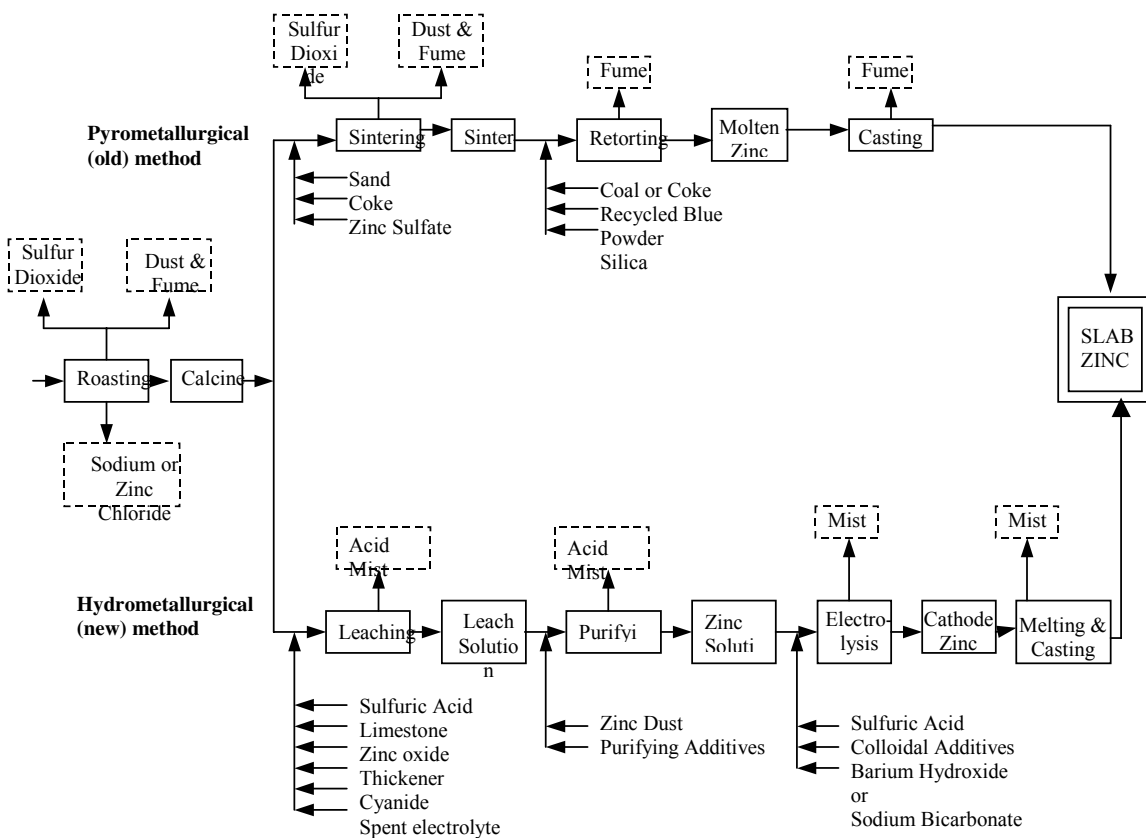 Sulfur
Dioxi
de
Dust &
Fume
Fume
Fume
Pyrometallurgical
(old) method
Sintering
Sinter
Retorting
Molten
Zinc
Casting
Sand
Coke
Zinc Sulfate
Coal or Coke
Recycled Blue
Powder
Silica
Sulfur
Dioxide
Dust &
Fume
Roasting
Calcine
SLAB
ZINC
Sodium or
Zinc
Chloride
Acid
Mist
Acid
Mist
Mist
Mist
Hydrometallurgical
(new) method
Leaching
Leach
Solutio
n
Purifyi
Zinc
Soluti
Electro-
lysis
Cathode
Zinc
Melting &
Casting
Sulfuric Acid
Limestone
Zinc oxide
Thickener
Cyanide
Spent electrolyte
Zinc Dust
Purifying Additives
Sulfuric Acid
Colloidal Additives
Barium Hydroxide
or
Sodium Bicarbonate